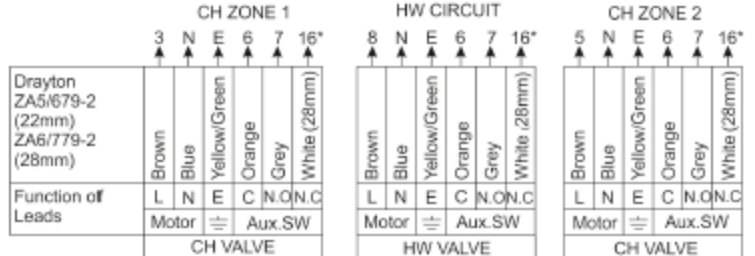 CH ZONE 1 HW CIRCUIT CH ZONE 2
3 N E 6 7 16* 8 N E 6 7 16* 5 N E 6 7 16*
Drayton
ZA5/679-2
(22mm)
ZA6/779-2
(28mm)
Brown Blue Yellow/Green Orange Grey White (28mm) Brown Blue Yellow/Green Orange Grey White (28mm) Brown Blue Yellow/Green Orange Grey White (28mm)
Function of L N E C N.O N.C L N E C N.O N.C L N E C N.O N.C
Leads Motor Aux.SW Motor Aux.SW Motor Aux.SW
CH VALVE HW VALVE CH VALVE